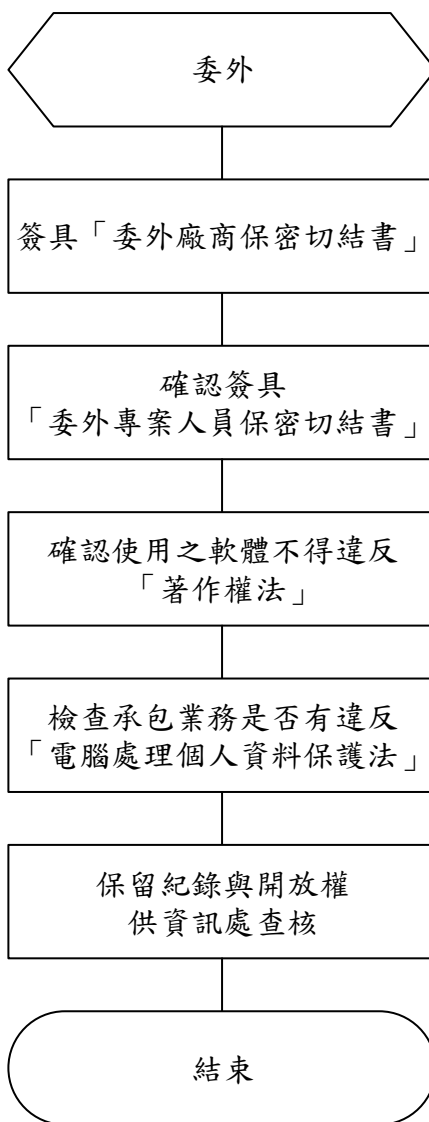 委外
簽具「委外廠商保密切結書」
確認簽具
「委外專案人員保密切結書」
確認使用之軟體不得違反
「著作權法」
檢查承包業務是否有違反
「電腦處理個人資料保護法」
保留紀錄與開放權
供資訊處查核
結束